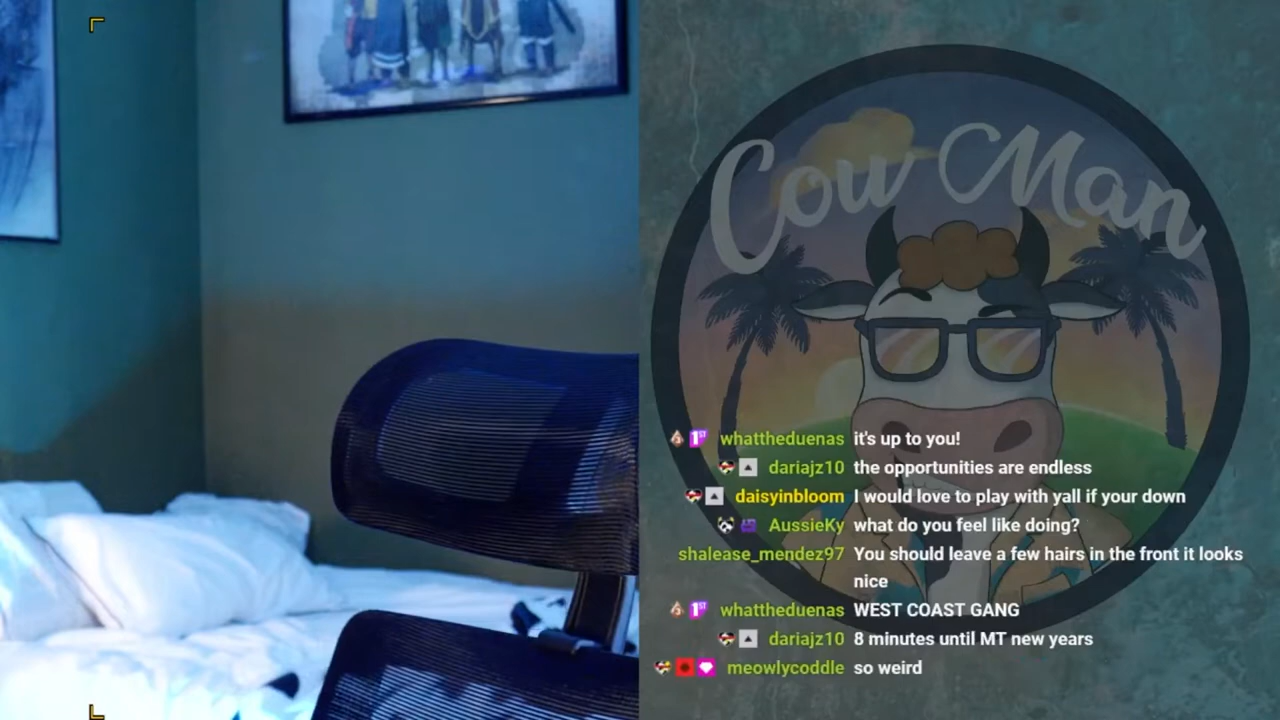 Cow Man
whattheduenas it's up to you!
dariajz10 the opportunities are endless
daisyinbloom I would love to play with yall if your down
AussieKy what do you feel like doing?
shalease_mendez97 You should leave a few hairs in the front it looks
nice
1ST whattheduenas WEST COAST GANG
dariajz10 8 minutes until MT new years
meowlycoddle so weird